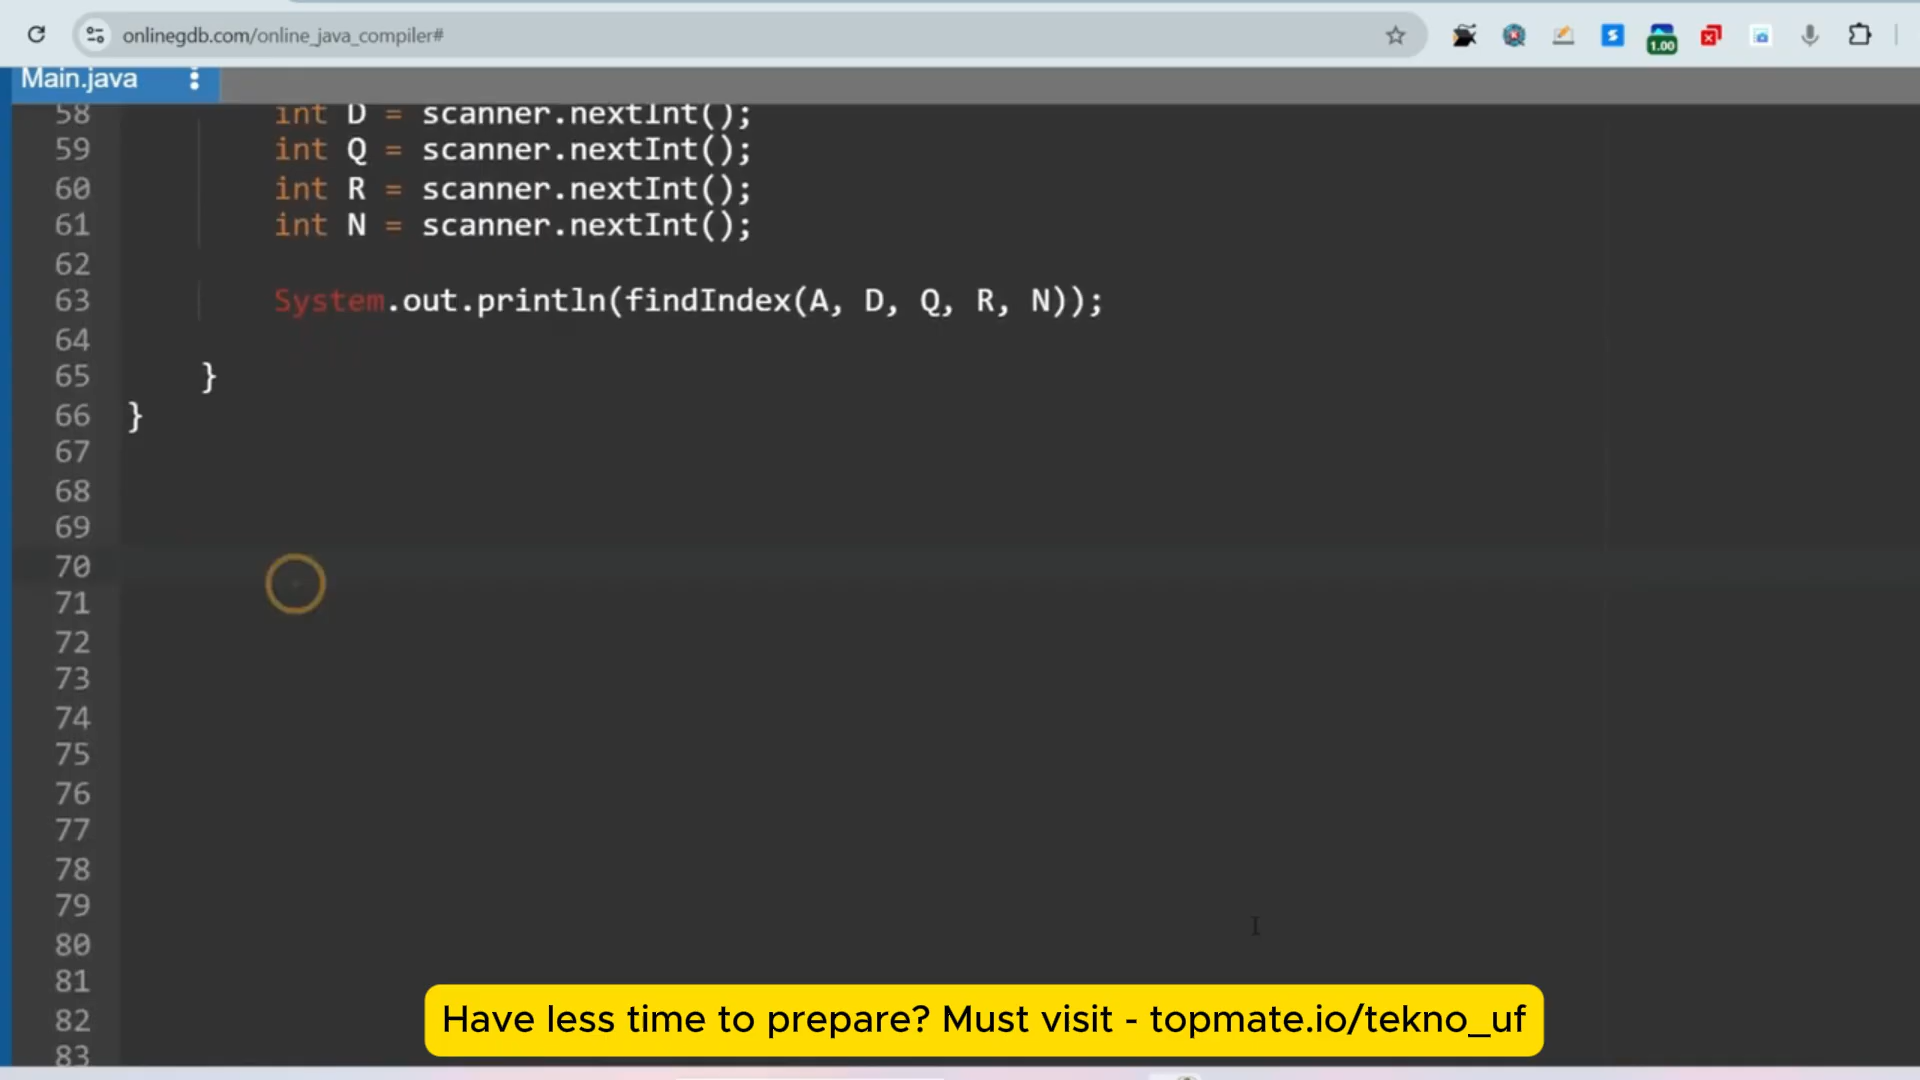 onlinegdb.com/online_java_compiler#
1.00
Main.java
58 int D = scanner.nextInt();
59 int Q = scanner.nextInt();
60 int R = scanner.nextInt();
61 int N = scanner.nextInt();
62
63 System.out.println(findIndex(A, D, Q, R, N));
64
65 }
66 }
67
68
69
70
71
72
73
74
75
76
77
78
79
80
81
82
83
Have less time to prepare? Must visit - topmate.io/tekno_uf